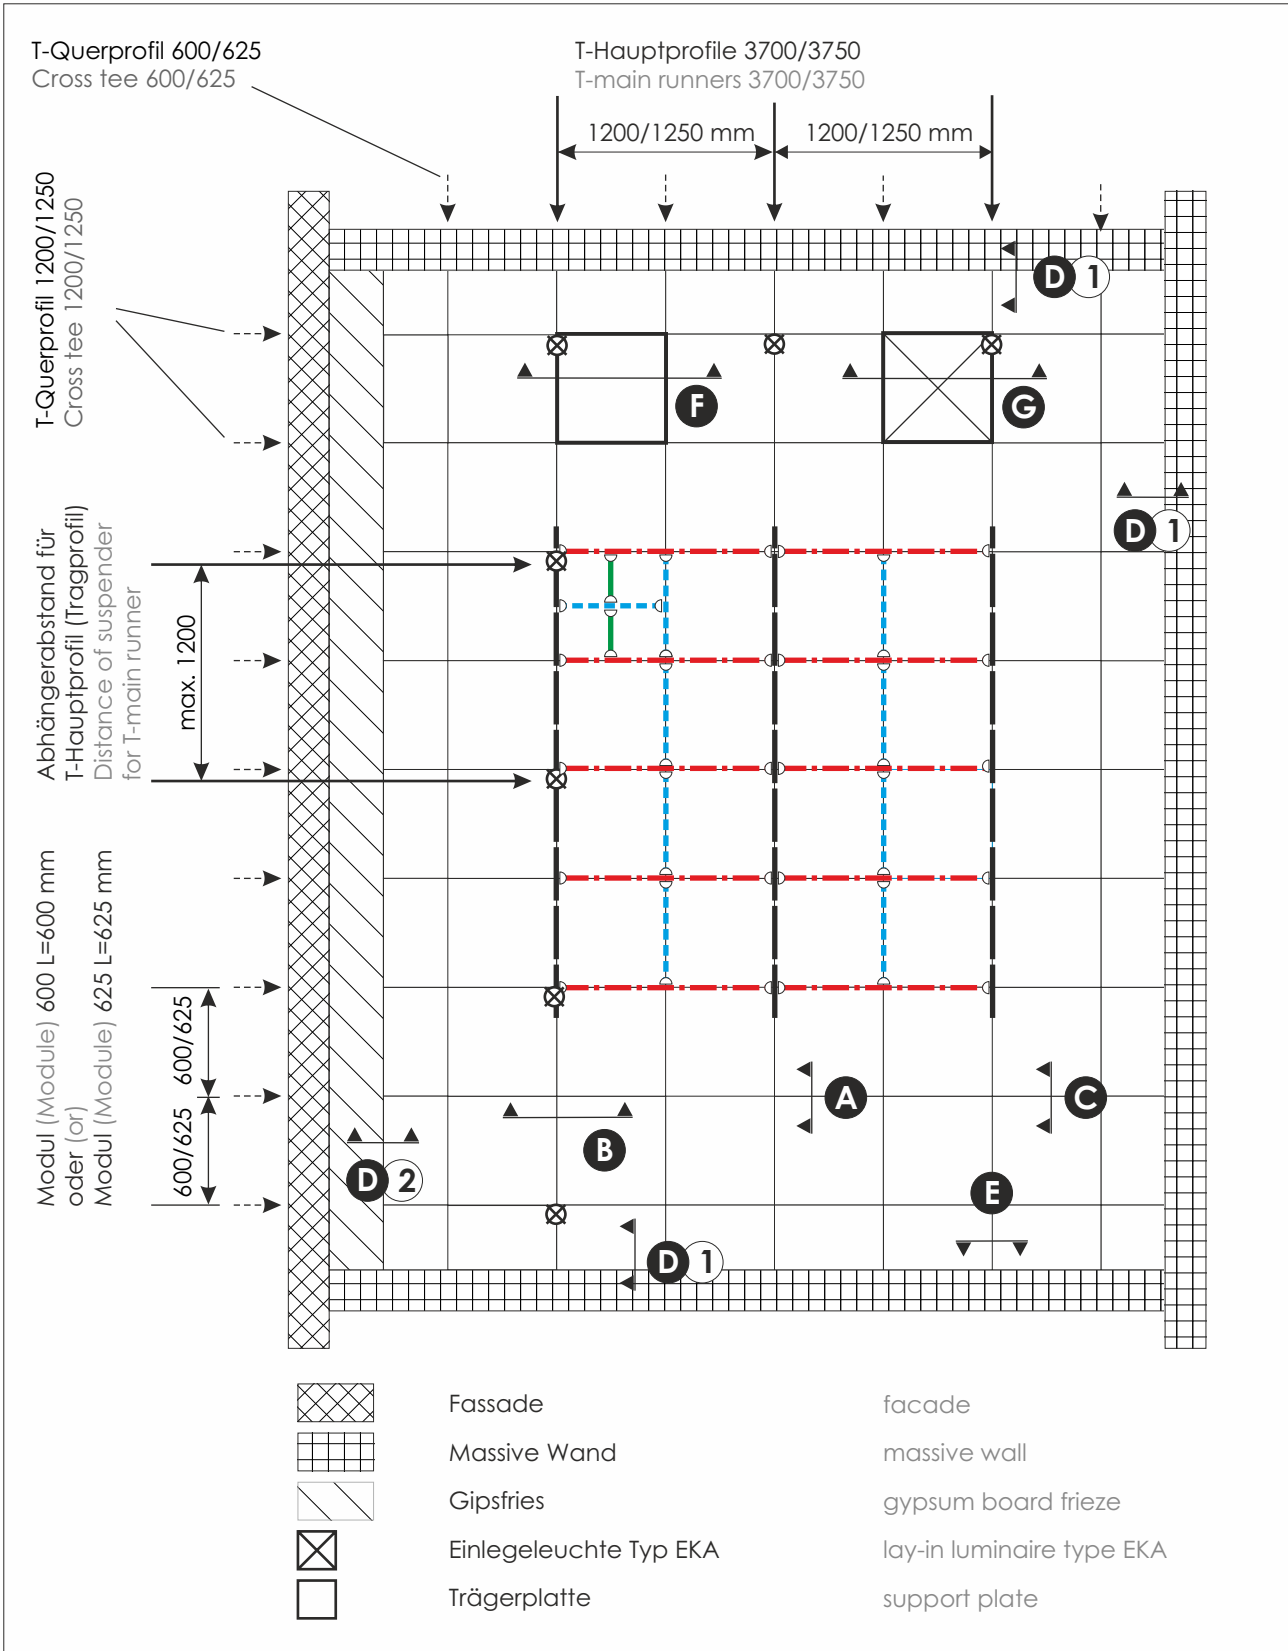 T-Querprofil 600/625
Cross tee 600/625
T-Hauptprofile 3700/3750
T-main runners 3700/3750
1200/1250 mm
1200/1250 mm
T-Querprofil 1200/1250
Cross tee 1200/1250
D 1
F
G
D 1
Abhängerabstand für
T-Hauptprofil (Tragprofil)
Distance of suspender
for T-main runner
max. 1200
Modul (Module) 600 L=600 mm
oder (or)
Modul (Module) 625 L=625 mm
600/625
600/625
A
C
B
D 2
E
D 1
Fassade
facade
Massive Wand
massive wall
Gipsfries
gypsum board frieze
Einlegeleuchte Typ EKA
lay-in luminaire type EKA
Trägerplatte
support plate